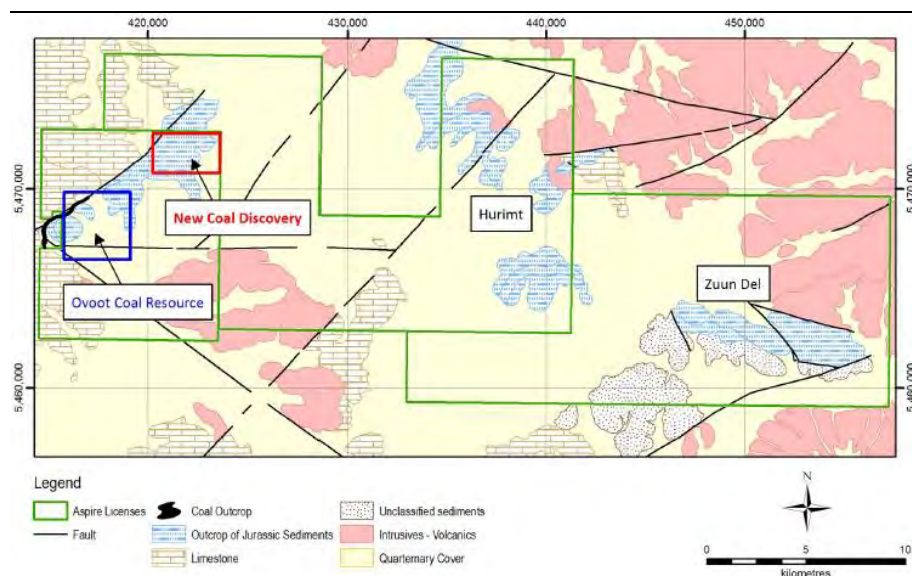 420,000
430,000
440,000
450,000
5,470,000
5,470,000
New Coal Discovery
Hurimt
Ovoot Coal Resource
Zuun Del
5,460,000
5,460,000
Legend
Aspire Licenses
Coal Outcrop
Unclassified sediments
Fault
Outcrop of Jurassic Sediments
Intrusives - Volcanics
Limestone
Quarternary Cover
N
0
5
10
kilometres